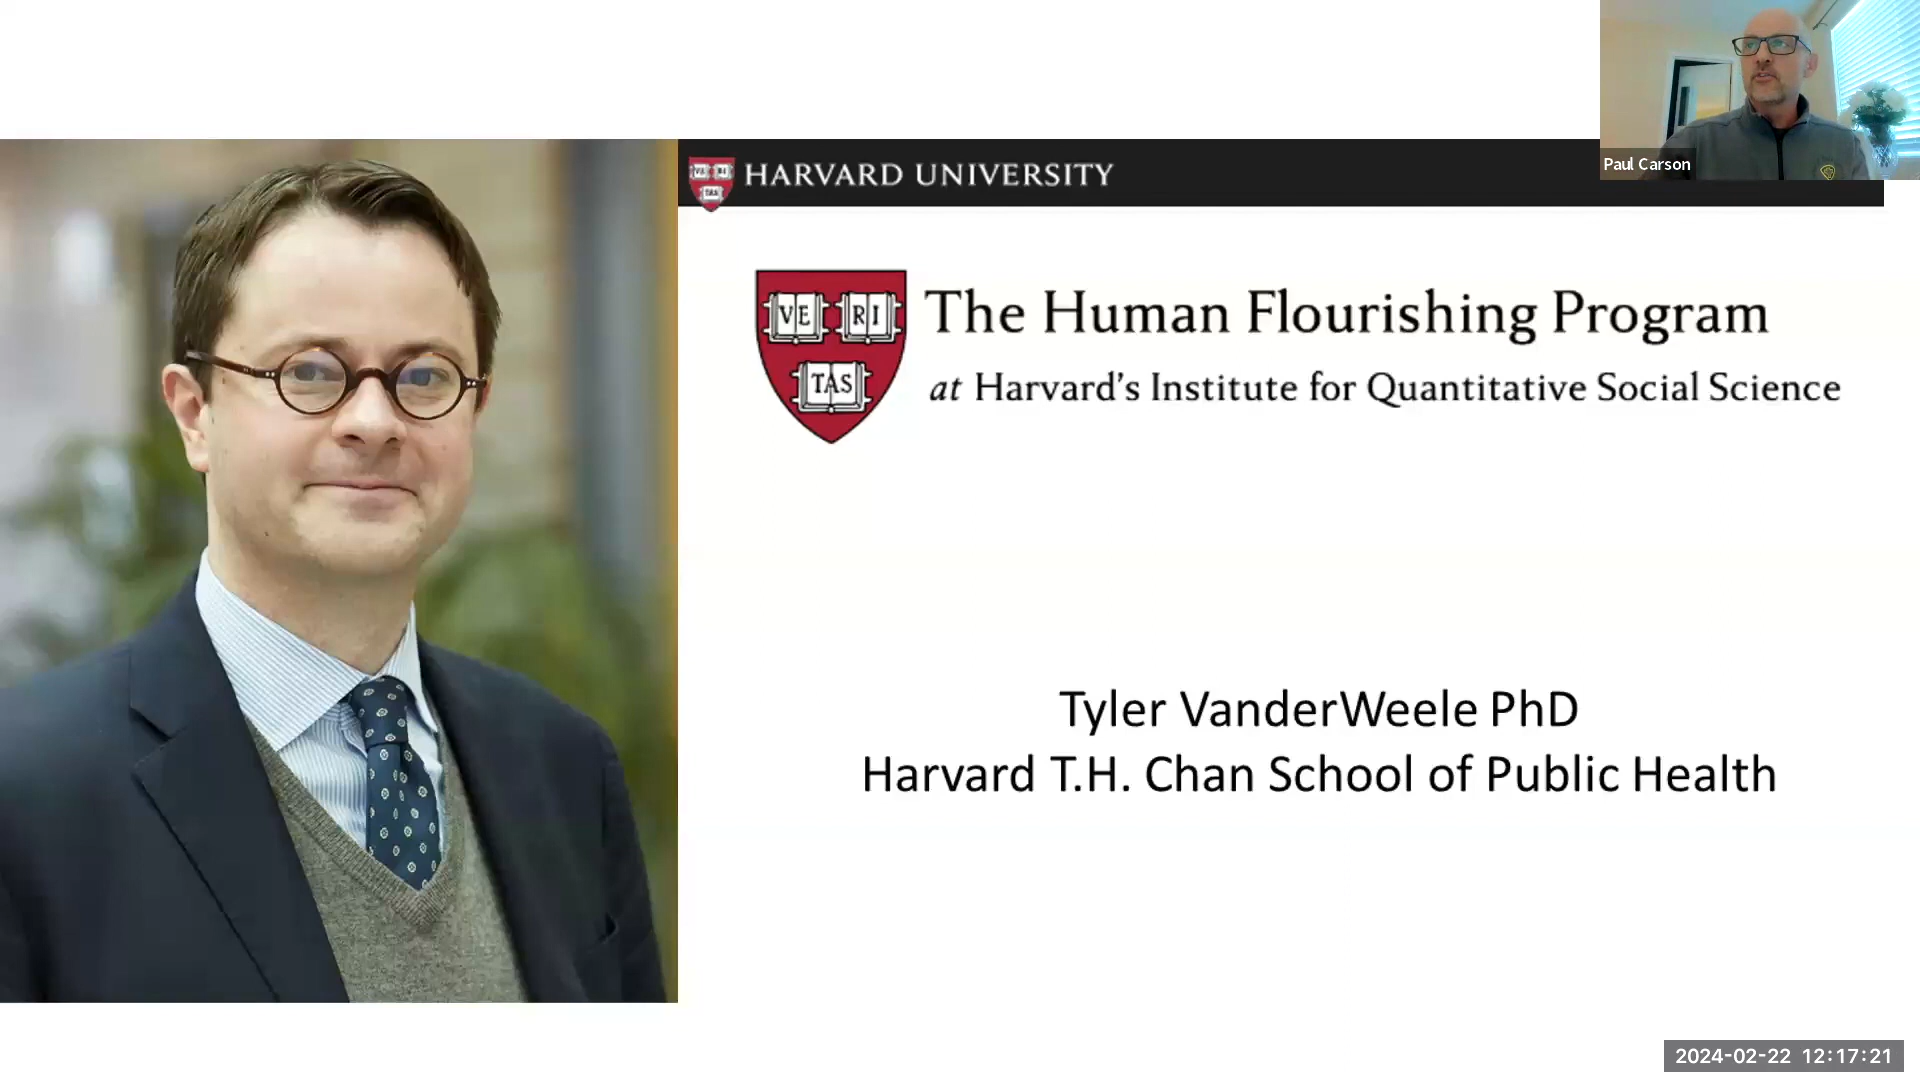 Paul Carson
VE RI
TAS
HARVARD UNIVERSITY
VE RI
TAS
The Human Flourishing Program
at Harvard's Institute for Quantitative Social Science
Tyler VanderWeele PhD
Harvard T.H. Chan School of Public Health
2024-02-22 12:17:21